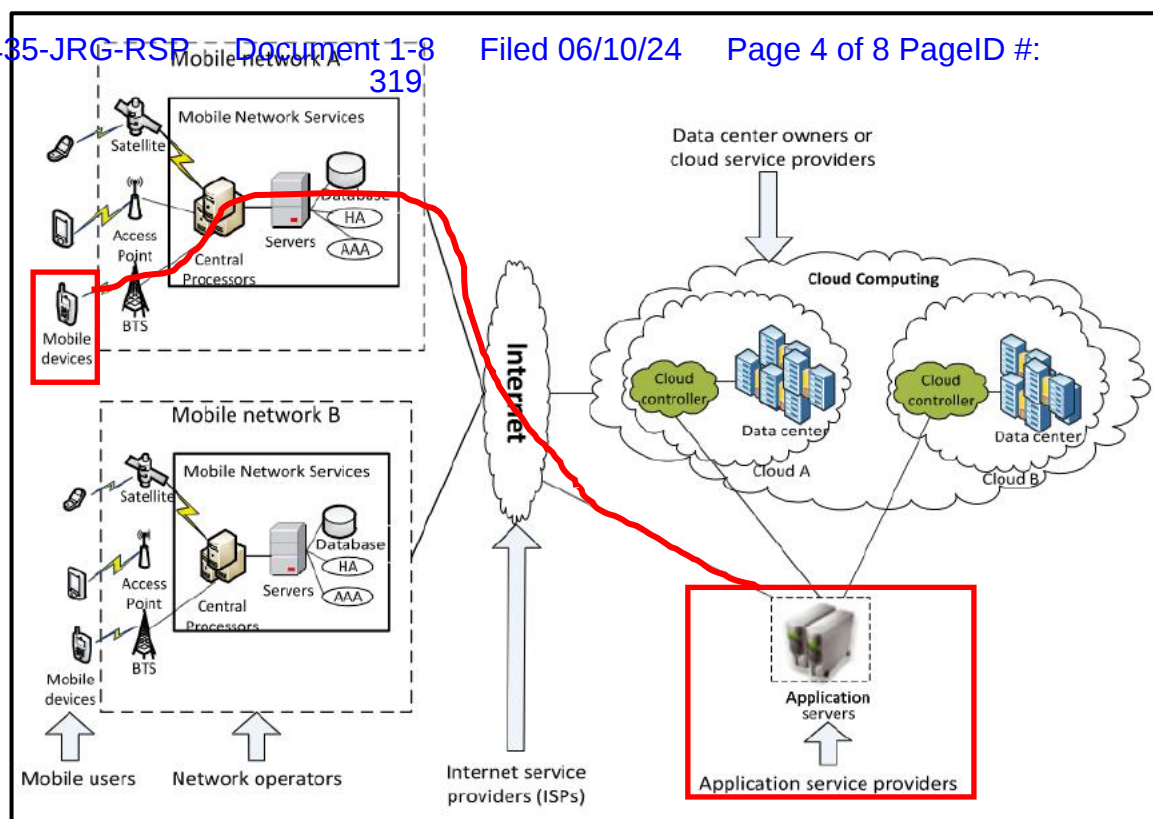 35-JRG-RSP Document 1-8 Filed 06/10/24 Page 4 of 8 PageID #:
319
Mobile network A
Mobile Network Services
Satellite
Database
HA
AAA
Servers
Access
Point
Central
Processors
BTS
Mobile
devices
Mobile network B
Mobile Network Services
Satellite
Database
HA
AAA
Servers
Access
Point
Central
Processors
BTS
Mobile
devices
Mobile users
Network operators
Internet
Internet service
providers (ISPs)
Data center owners or
cloud service providers
Cloud Computing
Cloud
controller
Data center
Cloud A
Cloud
controller
Data center
Cloud B
Application
servers
Application service providers